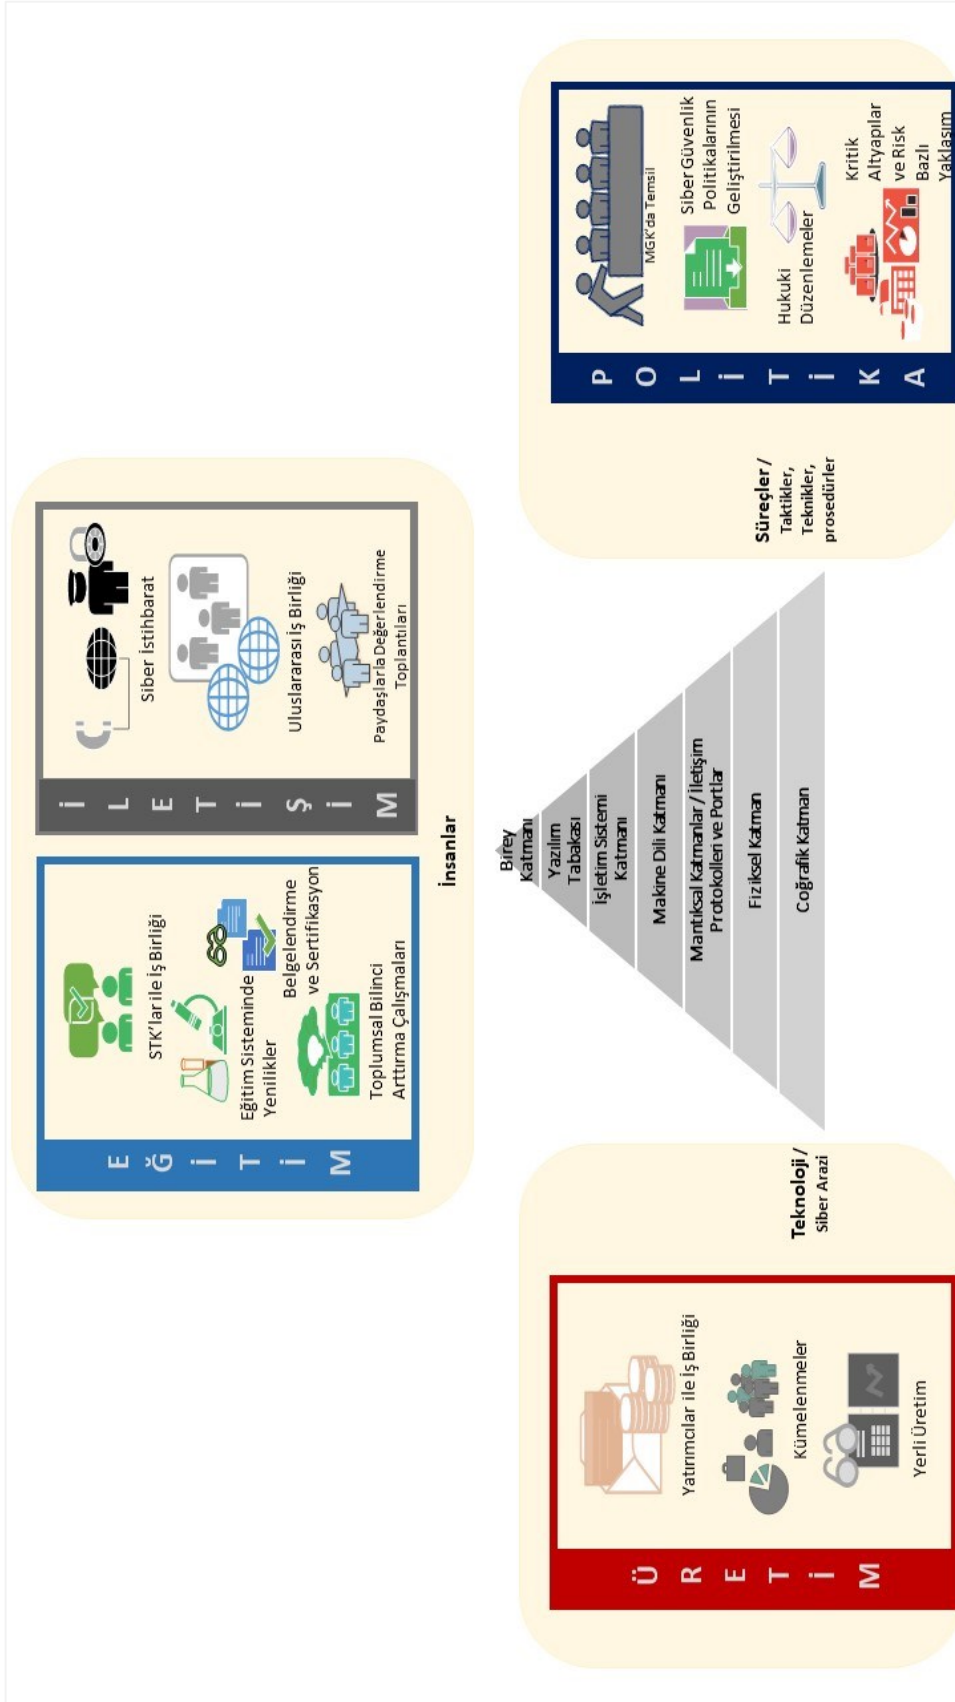 EĞİTİM
STK'lar ile İş Birliği
Eğitim Sisteminde
Yenilikler
Belgelendirme
ve Sertifikasyon
Toplumsal Bilinci
Arttırma Çalışmaları
İLETİŞİM
Siber İstihbarat
Uluslararası İş Birliği
Paydaşlarla Değerlendirme
Toplantıları
İnsanlar
Birey
Katmanı
Yazılım
Tabakası
İşletim Sistemi
Katmanı
Makine Dili Katmanı
Mantıksal Katmanlar / İletişim
Protokolleri ve Portlar
Fiziksel Katman
Coğrafik Katman
ÜRETİM
Yatırımcılar ile İş Birliği
Kümelenmeler
Yerli Üretim
Teknoloji /
Siber Arazi
Süreçler /
Taktikler,
Teknikler,
prosedürler
POLİTİKA
MGK'da Temsil
Siber Güvenlik
Politikalarının
Geliştirilmesi
Hukuki
Düzenlemeler
Kritik
Altyapılar
ve Risk
Bazlı
Yaklaşım